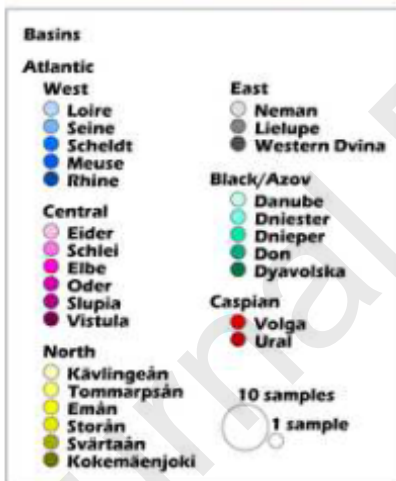 Basins
Atlantic
West
Loire
Seine
Scheldt
Meuse
Rhine
Central
Eider
Schlei
Elbe
Oder
Slupia
Vistula
North
Kävlingeån
Tommarpsån
Emån
Storån
Svärtaån
Kokemäenjoki
East
Neman
Lielupe
Western Dvina
Black/Azov
Danube
Dniester
Dnieper
Don
Dyavolska
Caspian
Volga
Ural
10 samples
1 sample